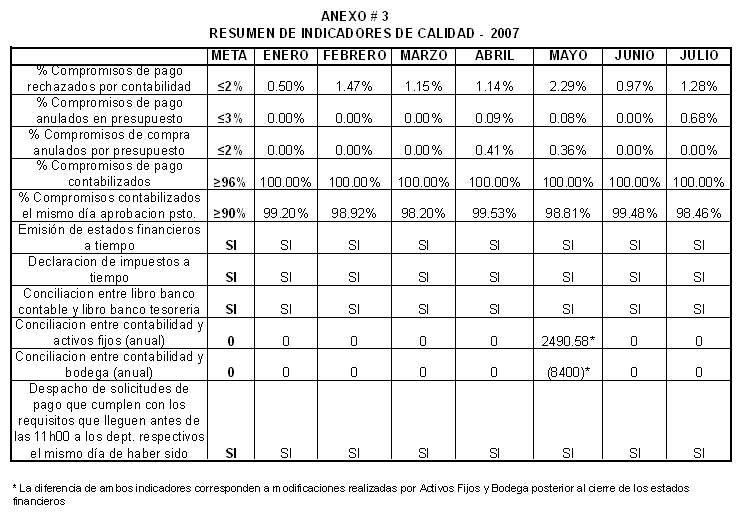 ANEXO # 3
RESUMEN DE INDICADORES DE CALIDAD - 2007
META ENERO FEBRERO MARZO ABRIL MAYO JUNIO JULIO
% Compromisos de pago
rechazados por contabilidad ≤2% 0.50% 1.47% 1.15% 1.14% 2.29% 0.97% 1.28%
% Compromisos de pago
anulados en presupuesto ≤3% 0.00% 0.00% 0.00% 0.09% 0.08% 0.00% 0.68%
% Compromisos de compra
anulados por presupuesto ≤2% 0.00% 0.00% 0.00% 0.41% 0.36% 0.00% 0.00%
% Compromisos de pago
contabilizados ≥96% 100.00% 100.00% 100.00% 100.00% 100.00% 100.00% 100.00%
% Compromisos contabilizados
el mismo día aprobacion psto. ≥90% 99.20% 98.92% 98.20% 99.53% 98.81% 99.48% 98.46%
Emisión de estados financieros
a tiempo SI SI SI SI SI SI SI SI
Declaracion de impuestos a
tiempo SI SI SI SI SI SI SI SI
Conciliación entre libro banco
contable y libro banco tesoreria SI SI SI SI SI SI SI SI
Conciliacion entre contabilidad y
activos fijos (anual) 0 0 0 0 0 2490.58* 0 0
Conciliacion entre contabilidad y
bodega (anual) 0 0 0 0 0 (8400)* 0 0
Despacho de solicitudes de
pago que cumplen con los
requisitos que lleguen antes de
las 11h00 a los dept. respectivos
el mismo día de haber sido SI SI SI SI SI SI SI SI
* La diferencia de ambos indicadores corresponden a modificaciones realizadas por Activos Fijos y Bodega posterior al cierre de los estados
financieros